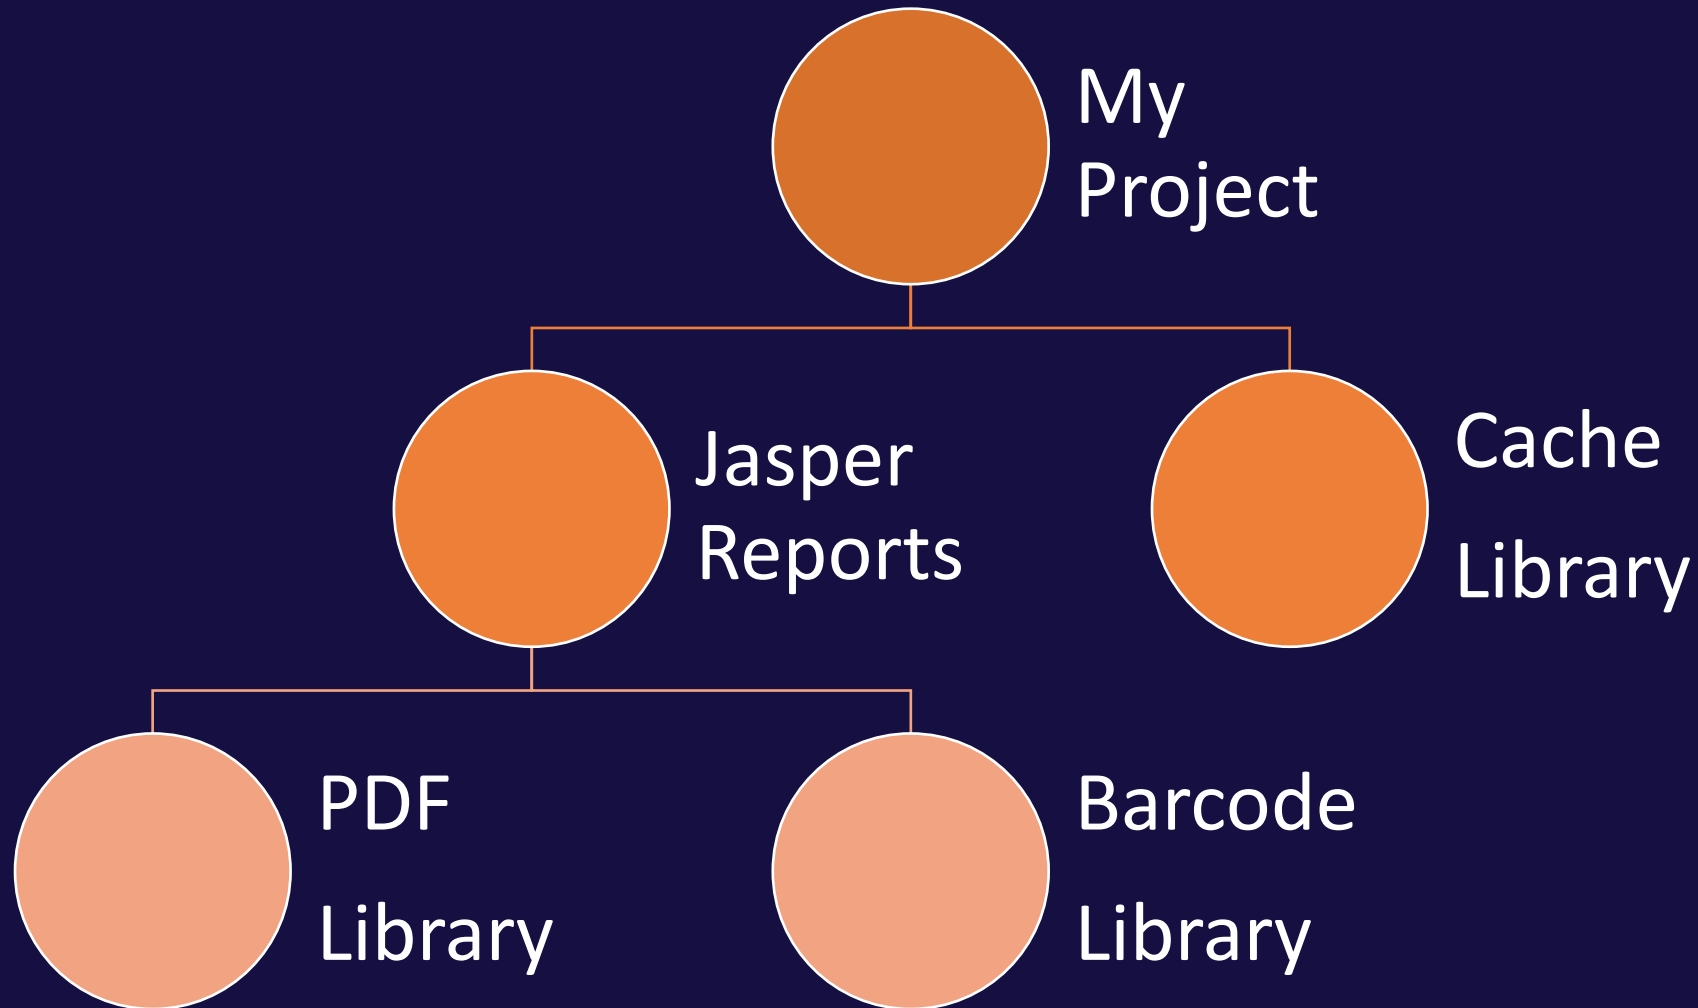 My
Project
Jasper
Reports
Cache
Library
PDF
Library
Barcode
Library